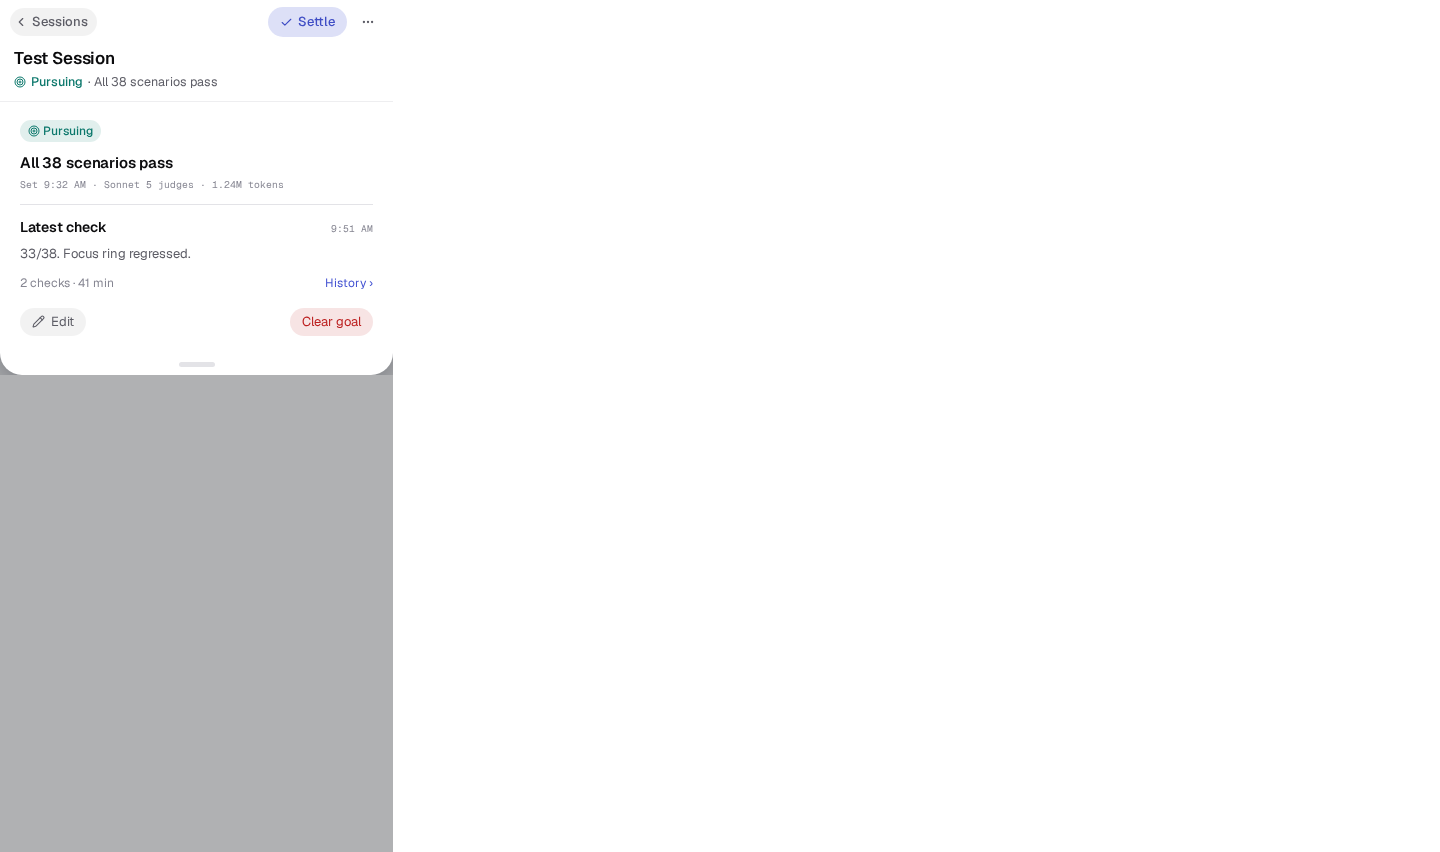 Sessions
Settle
Test Session
Pursuing · All 38 scenarios pass
Pursuing
All 38 scenarios pass
Set 9:32 AM · Sonnet 5 judges · 1.24M tokens
Latest check
9:51 AM
33/38. Focus ring regressed.
2 checks · 41 min
History ›
Edit
Clear goal